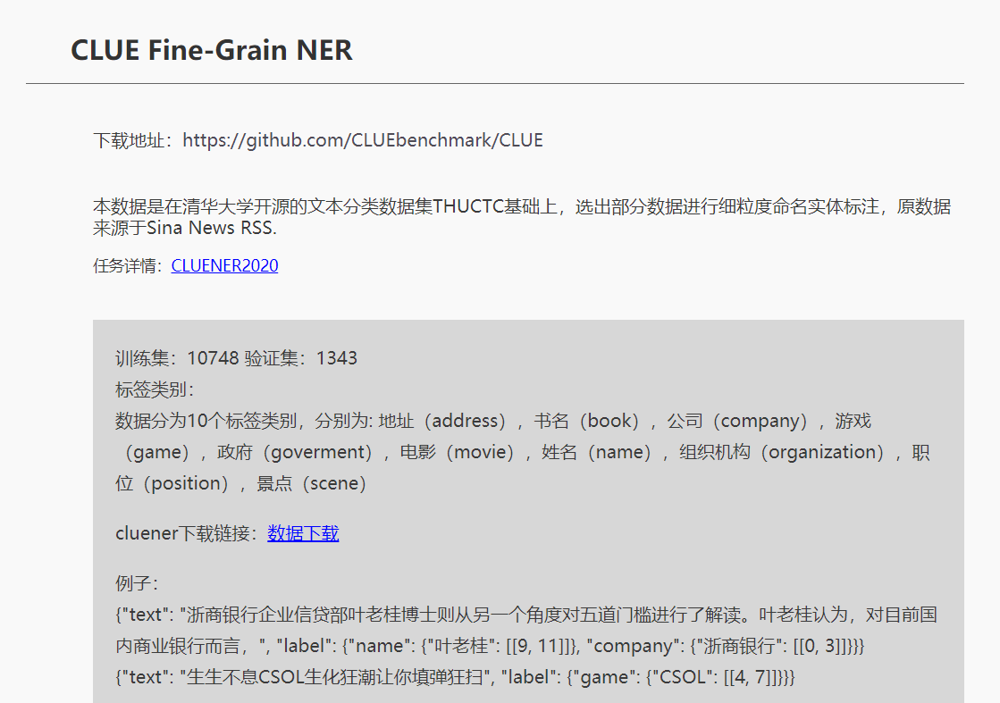 CLUE Fine-Grain NER
下载地址：https://github.com/CLUEbenchmark/CLUE
本数据是在清华大学开源的文本分类数据集THUCTC基础上，选出部分数据进行细粒度命名实体标注，原数据
来源于Sina News RSS.
任务详情：CLUENER2020
训练集：10748 验证集：1343
标签类别：
数据分为10个标签类别，分别为: 地址（address），书名（book），公司（company），游戏
（game），政府（goverment），电影（movie），姓名（name），组织机构（organization），职
位（position），景点（scene）
cluener下载链接：数据下载
例子：
{"text": "浙商银行企业信贷部叶老桂博士则从另一个角度对五道门槛进行了解读。叶老桂认为，对目前国
内商业银行而言，", "label": {"name": {"叶老桂": [[9, 11]]}, "company": {"浙商银行": [[0, 3]]}}}
{"text": "生生不息CSOL生化狂潮让你填弹狂扫", "label": {"game": {"CSOL": [[4, 7]]}}}